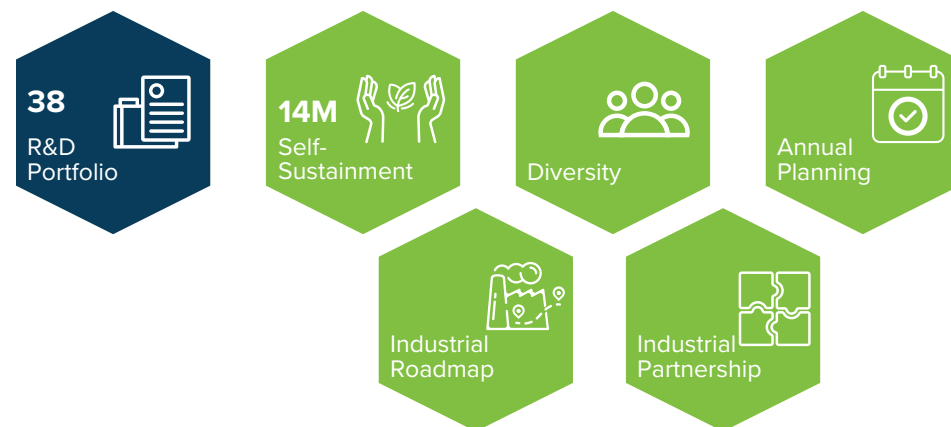 38
R&D
Portfolio
14M
Self-
Sustainment
Diversity
Annual
Planning
Industrial
Roadmap
Industrial
Partnership